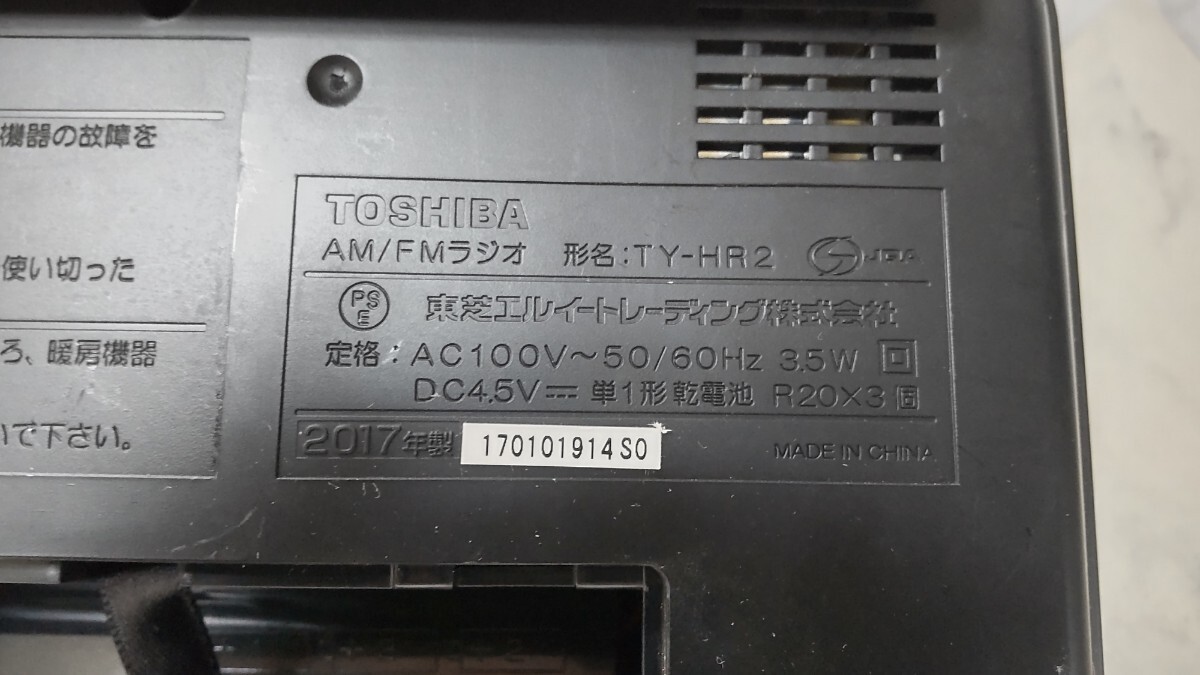 機器の故障を
使い切った
ろ、暖房機器
いで下さい。
TOSHIBA
AM/FMラジオ 形名:TY-HR2 JQA
PS E 東芝エルイートレーディング株式会社
定格:AC100V～50/60Hz 3.5W
DC4.5V⎓ 単1形乾電池 R20×3
2017年製 170101914S0
MADE IN CHINA